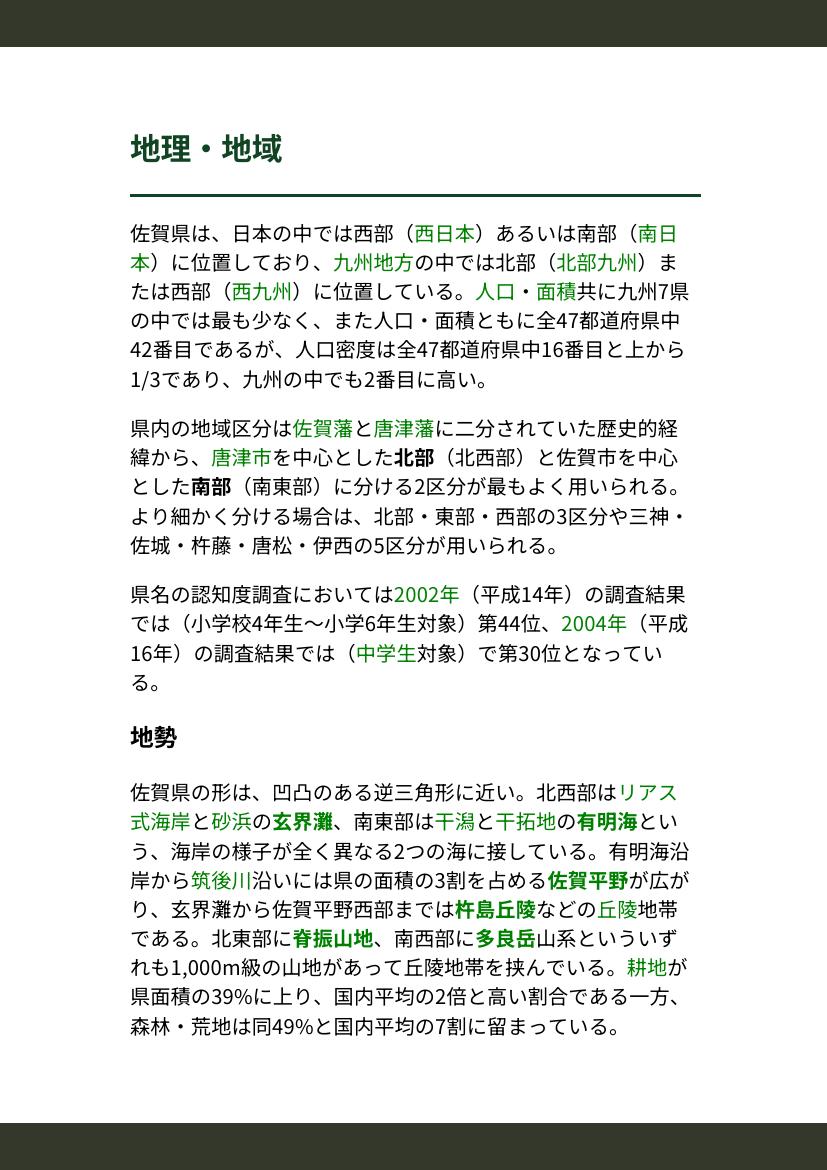 地理・地域
佐賀県は、日本の中では西部（西日本）あるいは南部（南日
本）に位置しており、九州地方の中では北部（北部九州）ま
たは西部（西九州）に位置している。人口・面積共に九州7県
の中では最も少なく、また人口・面積ともに全47都道府県中
42番目であるが、人口密度は全47都道府県中16番目と上から
1/3であり、九州の中でも2番目に高い。
県内の地域区分は佐賀藩と唐津藩に二分されていた歴史的経
緯から、唐津市を中心とした北部（北西部）と佐賀市を中心
とした南部（南東部）に分ける2区分が最もよく用いられる。
より細かく分ける場合は、北部・東部・西部の3区分や三神・
佐城・杵藤・唐松・伊西の5区分が用いられる。
県名の認知度調査においては2002年（平成14年）の調査結果
では（小学校4年生〜小学6年生対象）第44位、2004年（平成
16年）の調査結果では（中学生対象）で第30位となってい
る。
地勢
佐賀県の形は、凹凸のある逆三角形に近い。北西部はリアス
式海岸と砂浜の玄界灘、南東部は干潟と干拓地の有明海とい
う、海岸の様子が全く異なる2つの海に接している。有明海沿
岸から筑後川沿いには県の面積の3割を占める佐賀平野が広が
り、玄界灘から佐賀平野西部までは杵島丘陵などの丘陵地帯
である。北東部に脊振山地、南西部に多良岳山系といういず
れも1,000m級の山地があって丘陵地帯を挟んでいる。耕地が
県面積の39%に上り、国内平均の2倍と高い割合である一方、
森林・荒地は同49%と国内平均の7割に留まっている。